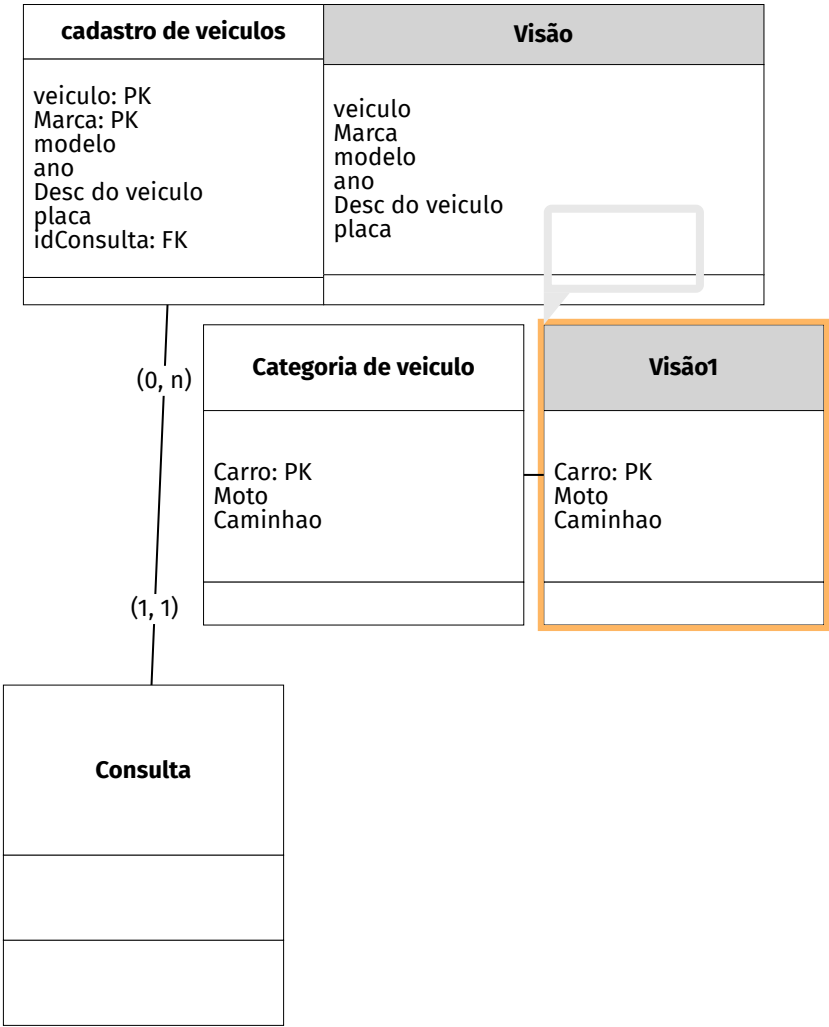 cadastro de veiculos
Visão
veiculo: PK
Marca: PK
modelo
ano
Desc do veiculo
placa
idConsulta: FK
veiculo
Marca
modelo
ano
Desc do veiculo
placa
(0, n)
Categoria de veiculo
Visão1
Carro: PK
Moto
Caminhao
Carro: PK
Moto
Caminhao
(1, 1)
Consulta